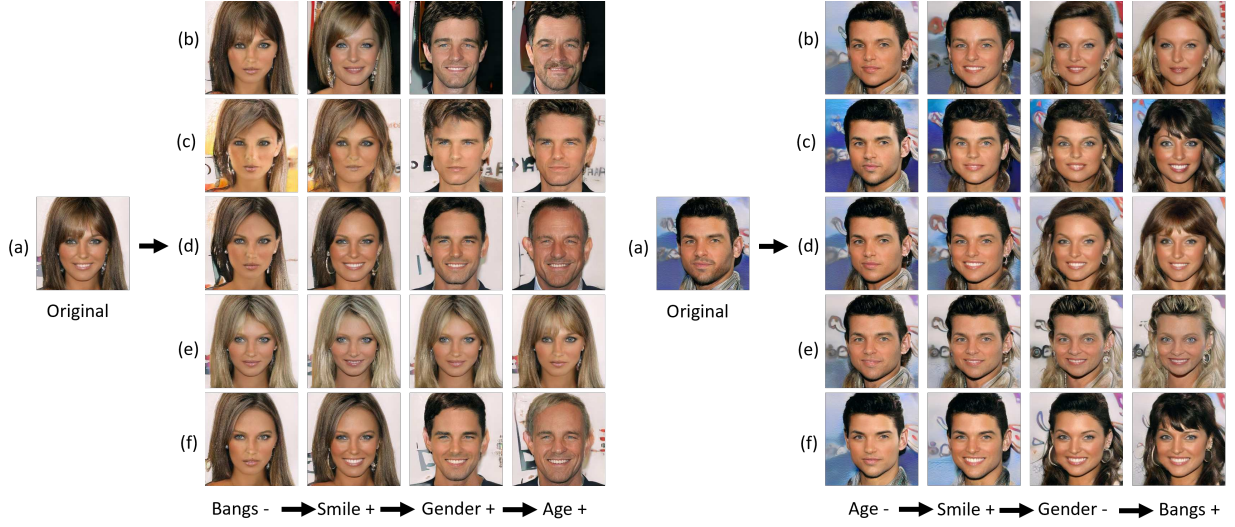 (b)
(c)
(a)
(d)
Original
(e)
(f)
Bangs - Smile + Gender + Age +
(b)
(c)
(a)
(d)
Original
(e)
(f)
Age - Smile + Gender - Bangs +